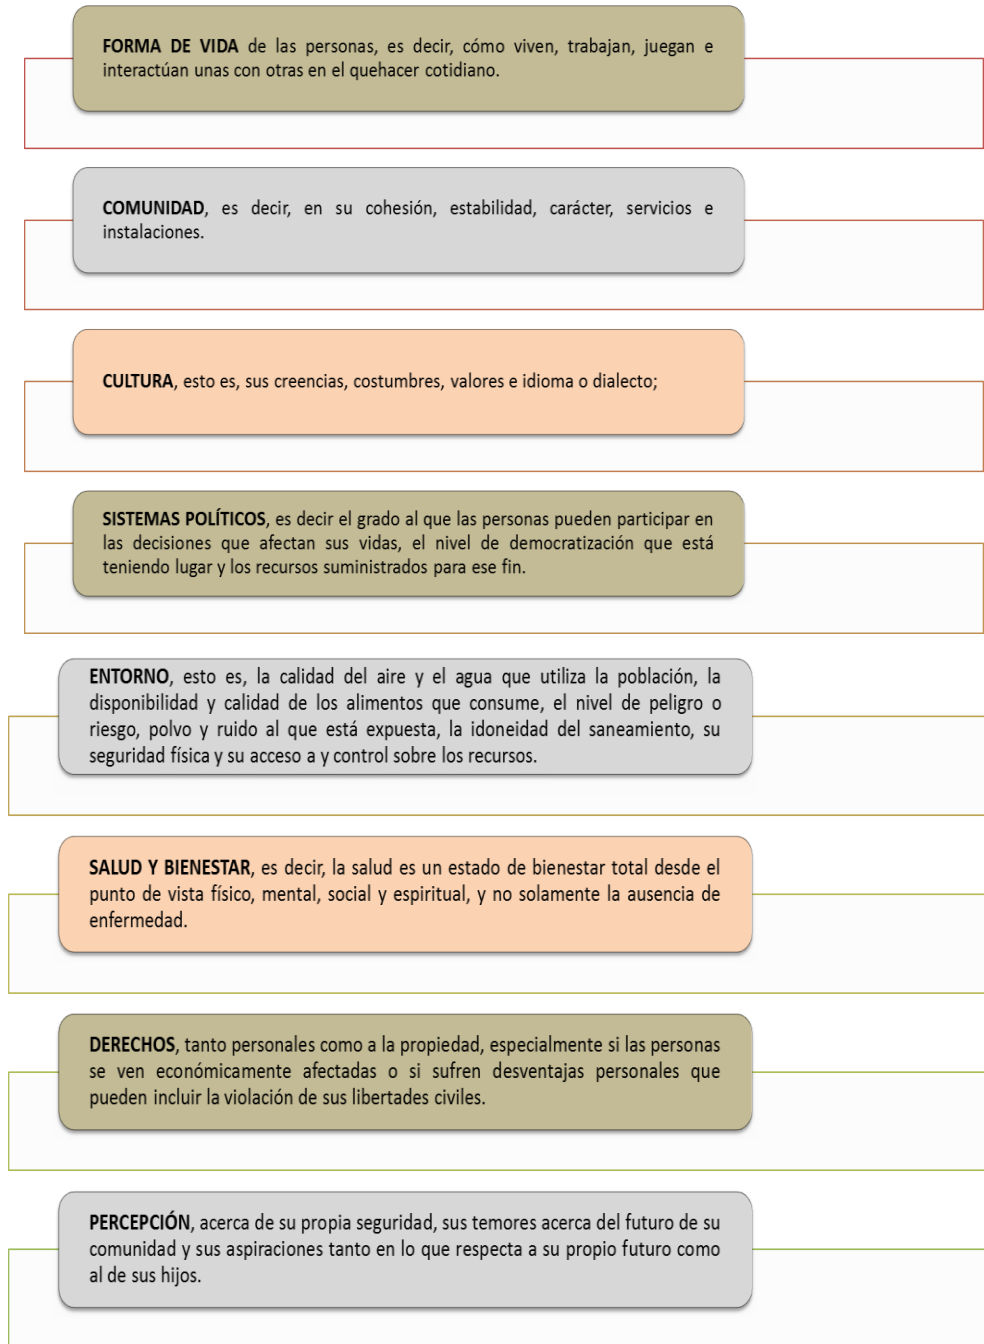 FORMA DE VIDA de las personas, es decir, cómo viven, trabajan, juegan e
interactúan unas con otras en el quehacer cotidiano.
COMUNIDAD, es decir, en su cohesión, estabilidad, carácter, servicios e
instalaciones.
CULTURA, esto es, sus creencias, costumbres, valores e idioma o dialecto;
SISTEMAS POLÍTICOS, es decir el grado al que las personas pueden participar en
las decisiones que afectan sus vidas, el nivel de democratización que está
teniendo lugar y los recursos suministrados para ese fin.
ENTORNO, esto es, la calidad del aire y el agua que utiliza la población, la
disponibilidad y calidad de los alimentos que consume, el nivel de peligro o
riesgo, polvo y ruido al que está expuesta, la idoneidad del saneamiento, su
seguridad física y su acceso a y control sobre los recursos.
SALUD Y BIENESTAR, es decir, la salud es un estado de bienestar total desde el
punto de vista físico, mental, social y espiritual, y no solamente la ausencia de
enfermedad.
DERECHOS, tanto personales como a la propiedad, especialmente si las personas
se ven económicamente afectadas o si sufren desventajas personales que
pueden incluir la violación de sus libertades civiles.
PERCEPCIÓN, acerca de su propia seguridad, sus temores acerca del futuro de su
comunidad y sus aspiraciones tanto en lo que respecta a su propio futuro como
al de sus hijos.